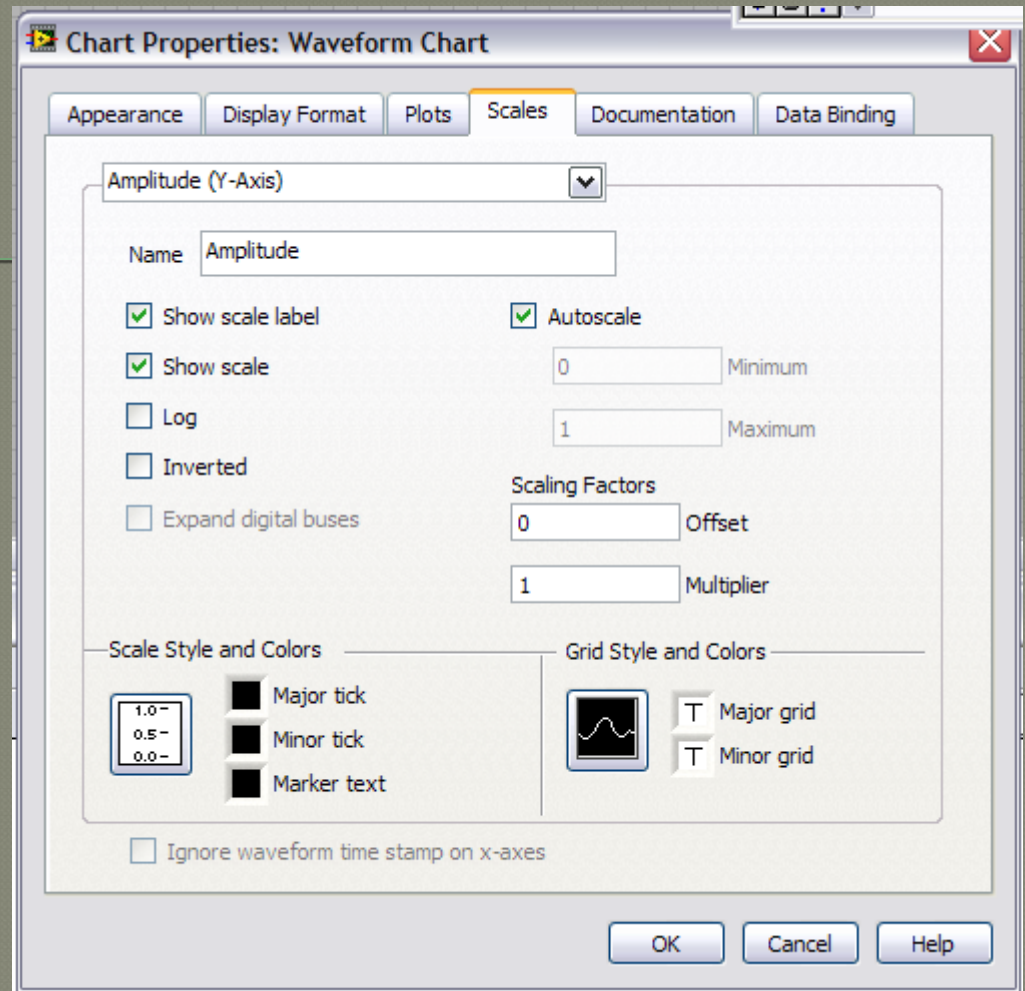 Chart Properties: Waveform Chart
Appearance Display Format Plots Scales Documentation Data Binding
Amplitude (Y-Axis)
Name Amplitude
Show scale label
Autoscale
Show scale
0 Minimum
Log
1 Maximum
Inverted
Scaling Factors
Expand digital buses
0 Offset
1 Multiplier
Scale Style and Colors
Grid Style and Colors
1.0
0.5
0.0
Major tick
Minor tick
Marker text
T Major grid
T Minor grid
Ignore waveform time stamp on x-axes
OK Cancel Help